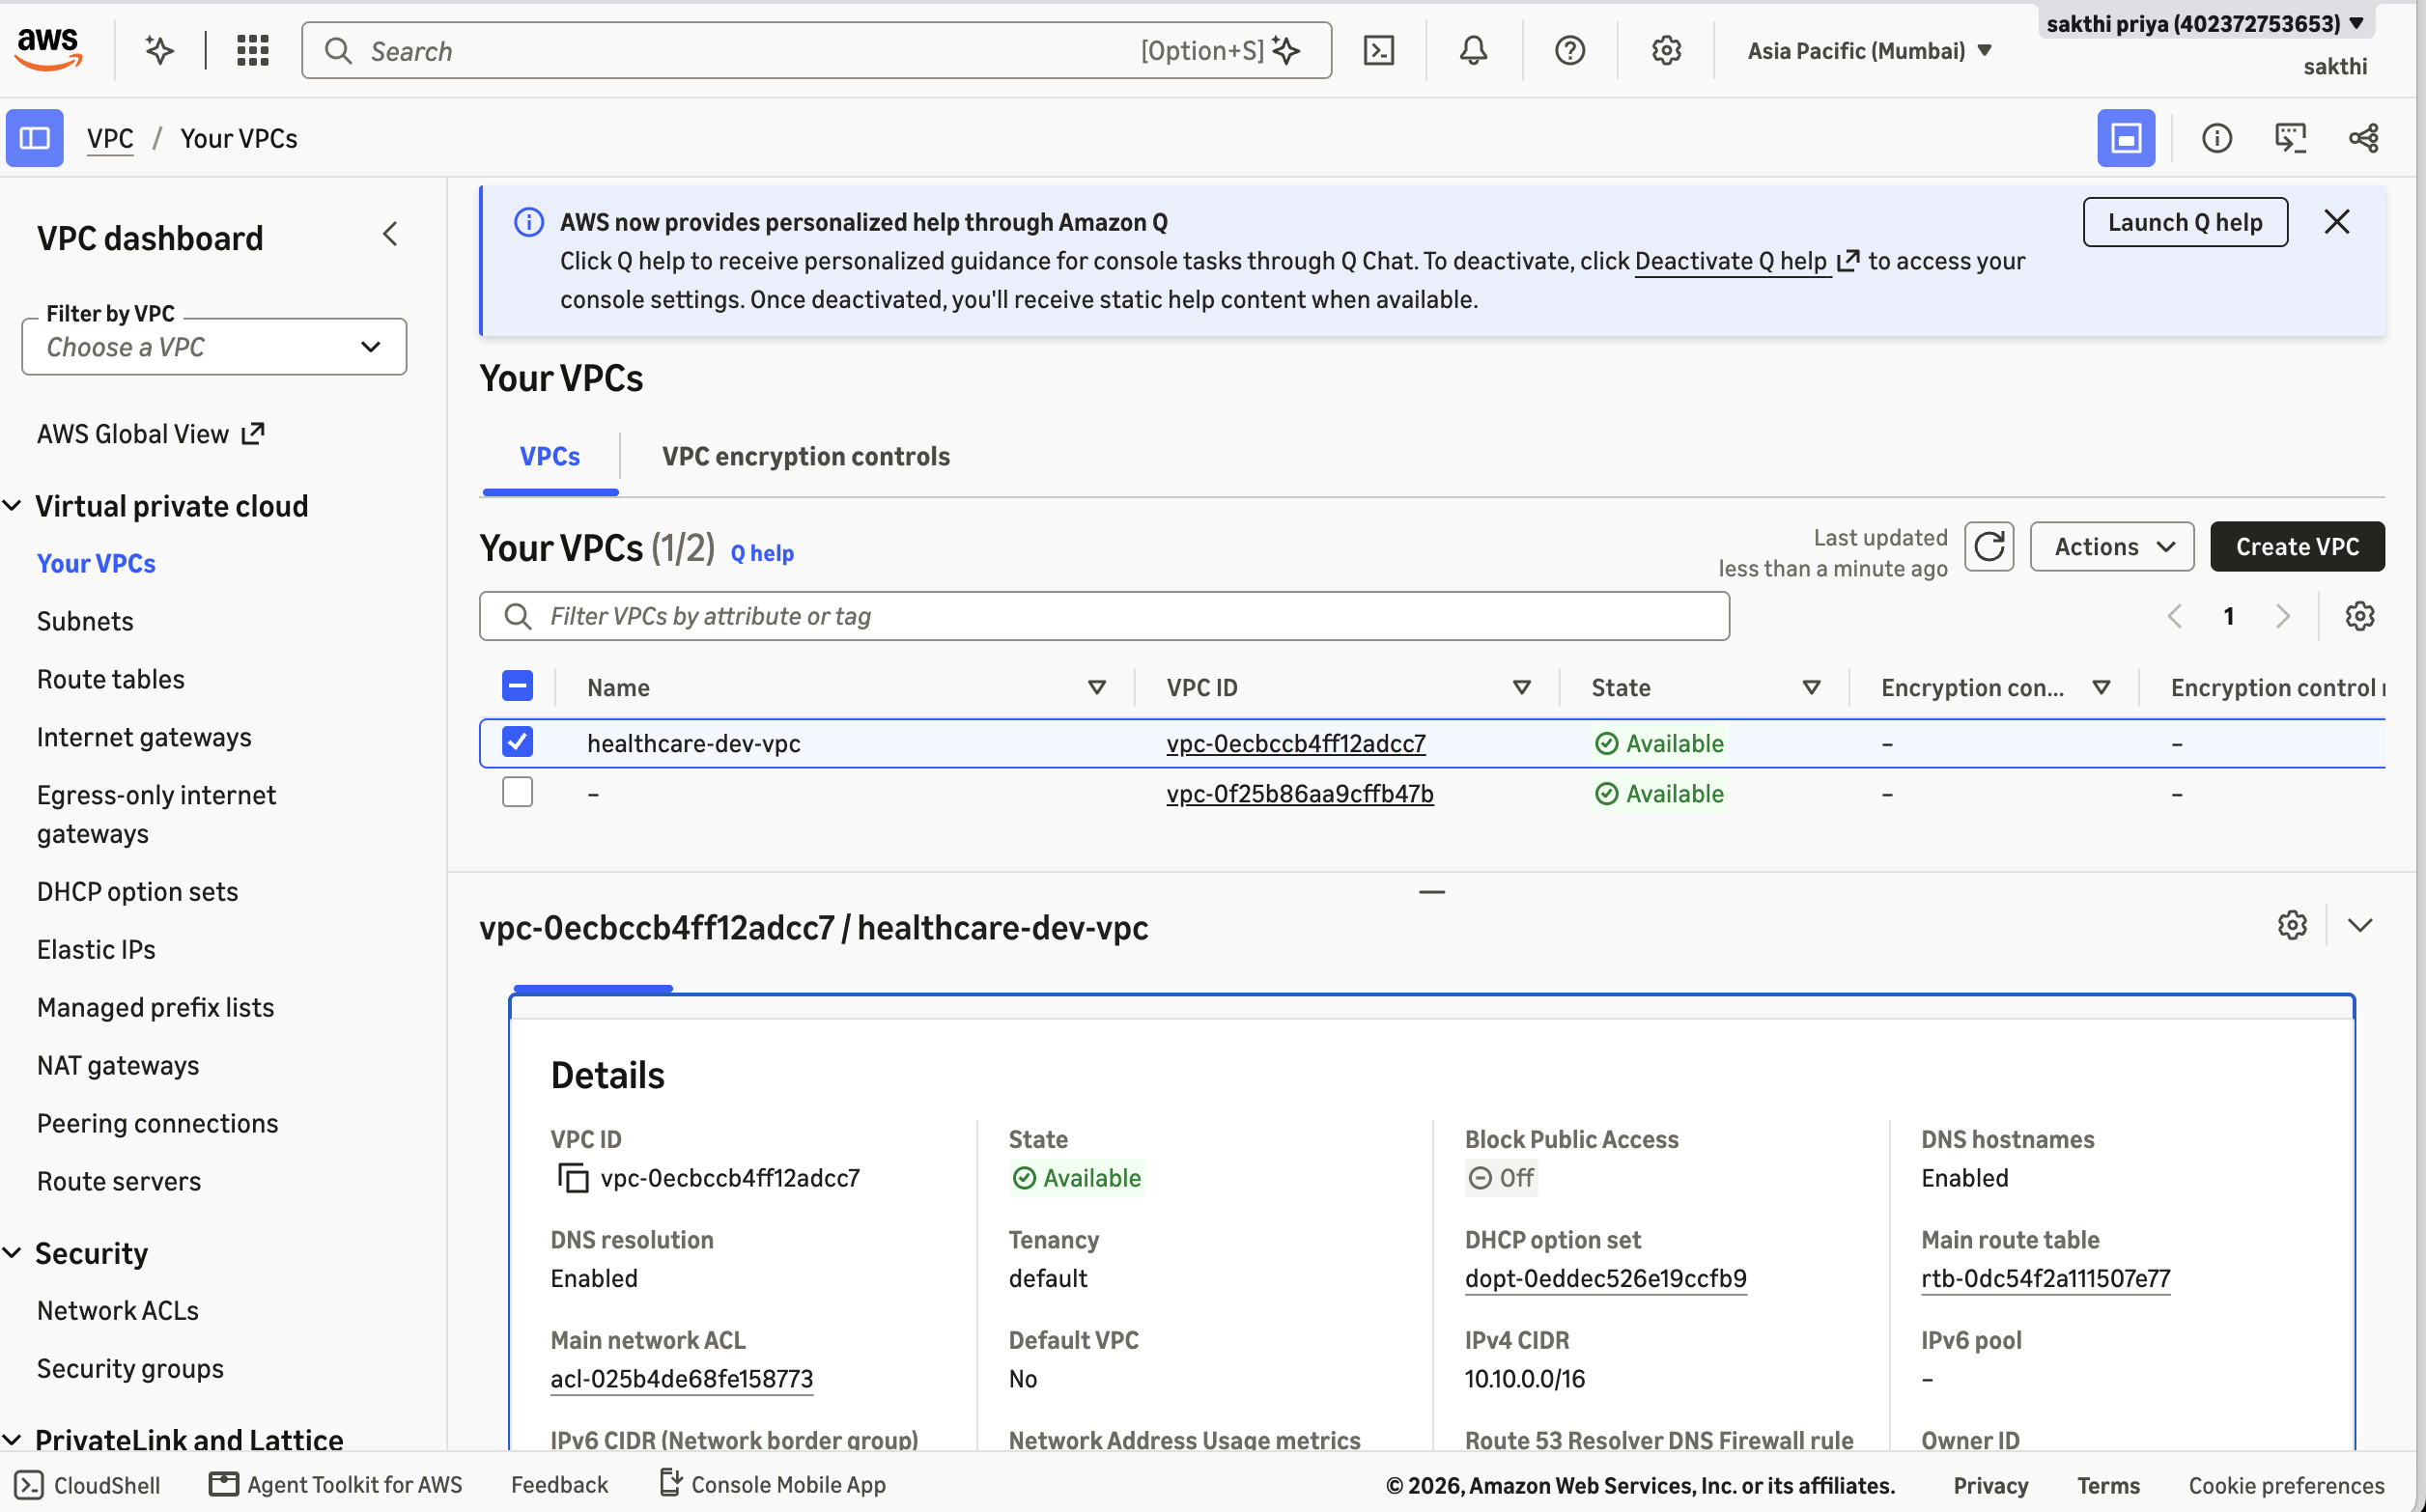 aws
Search
[Option+S]
Asia Pacific (Mumbai)
sakthi priya (402372753653)
sakthi
VPC / Your VPCs
VPC dashboard
Filter by VPC
Choose a VPC
AWS Global View
Virtual private cloud
Your VPCs
Subnets
Route tables
Internet gateways
Egress-only internet
gateways
DHCP option sets
Elastic IPs
Managed prefix lists
NAT gateways
Peering connections
Route servers
Security
Network ACLs
Security groups
PrivateLink and Lattice
AWS now provides personalized help through Amazon Q
Click Q help to receive personalized guidance for console tasks through Q Chat. To deactivate, click Deactivate Q help to access your
console settings. Once deactivated, you'll receive static help content when available.
Launch Q help
Your VPCs
VPCs
VPC encryption controls
Your VPCs (1/2) Q help
Last updated
less than a minute ago
Actions
Create VPC
Filter VPCs by attribute or tag
1
Name VPC ID State Encryption con... Encryption control
healthcare-dev-vpc vpc-0ecbccb4ff12adcc7 Available – –
– vpc-0f25b86aa9cffb47b Available – –
vpc-0ecbccb4ff12adcc7 / healthcare-dev-vpc
Details
VPC ID State Block Public Access DNS hostnames
vpc-0ecbccb4ff12adcc7 Available Off Enabled
DNS resolution Tenancy DHCP option set Main route table
Enabled default dopt-0eddec526e19ccfb9 rtb-0dc54f2a111507e77
Main network ACL Default VPC IPv4 CIDR IPv6 pool
acl-025b4de68fe158773 No 10.10.0.0/16 –
IPv6 CIDR (Network border group) Network Address Usage metrics Route 53 Resolver DNS Firewall rule Owner ID
CloudShell Agent Toolkit for AWS Feedback Console Mobile App © 2026, Amazon Web Services, Inc. or its affiliates. Privacy Terms Cookie preferences